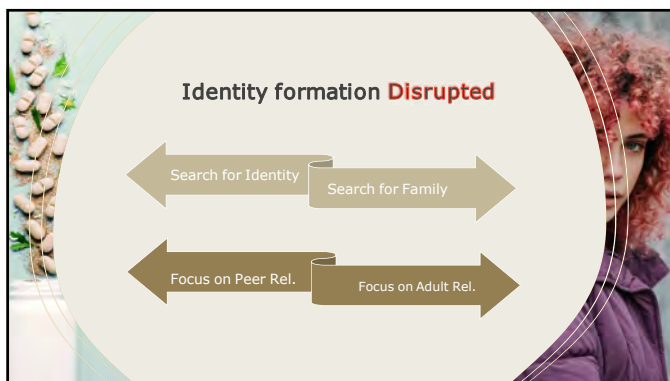 Identity formation Disrupted
Search for Identity
Search for Family
Focus on Peer Rel.
Focus on Adult Rel.